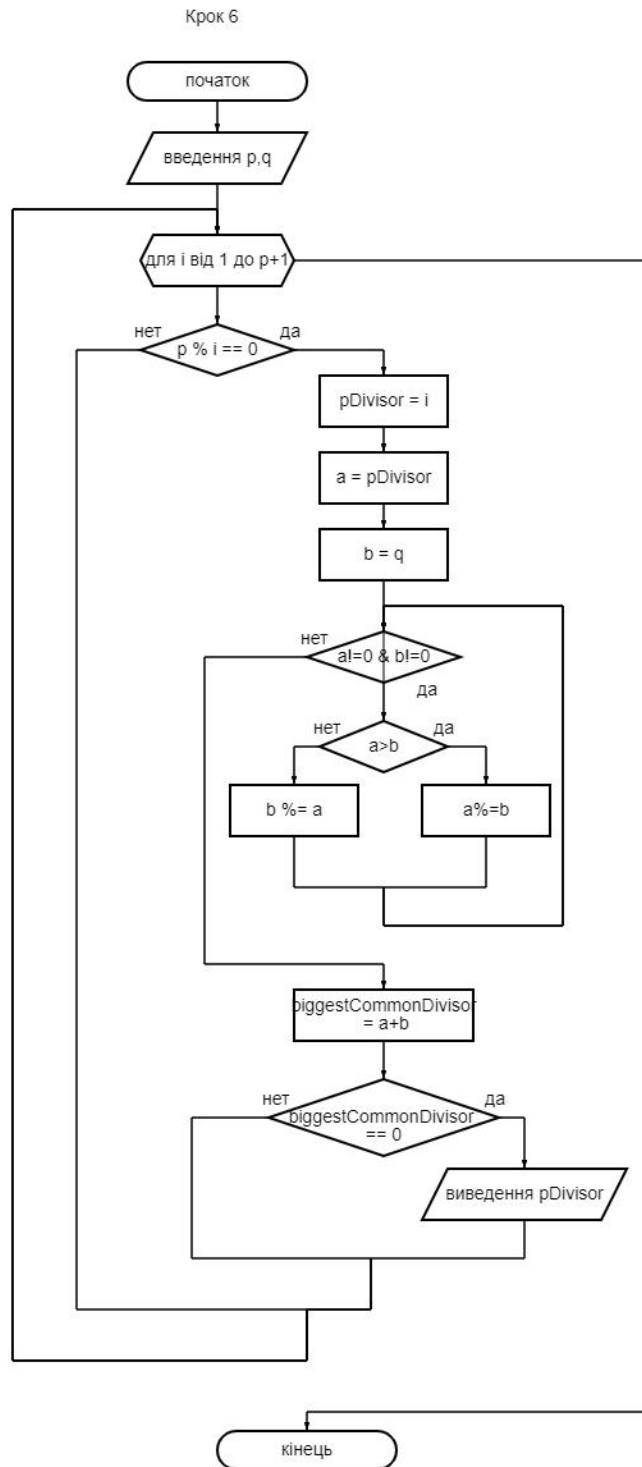 Крок 6
початок
введення p,q
для i від 1 до p+1
нет
да
p % i == 0
pDivisor = i
a = pDivisor
b = q
нет
a!=0 & b!=0
да
нет
да
a>b
b %= a
a%=b
biggestCommonDivisor
= a+b
нет
да
biggestCommonDivisor
== 0
виведення pDivisor
кінець